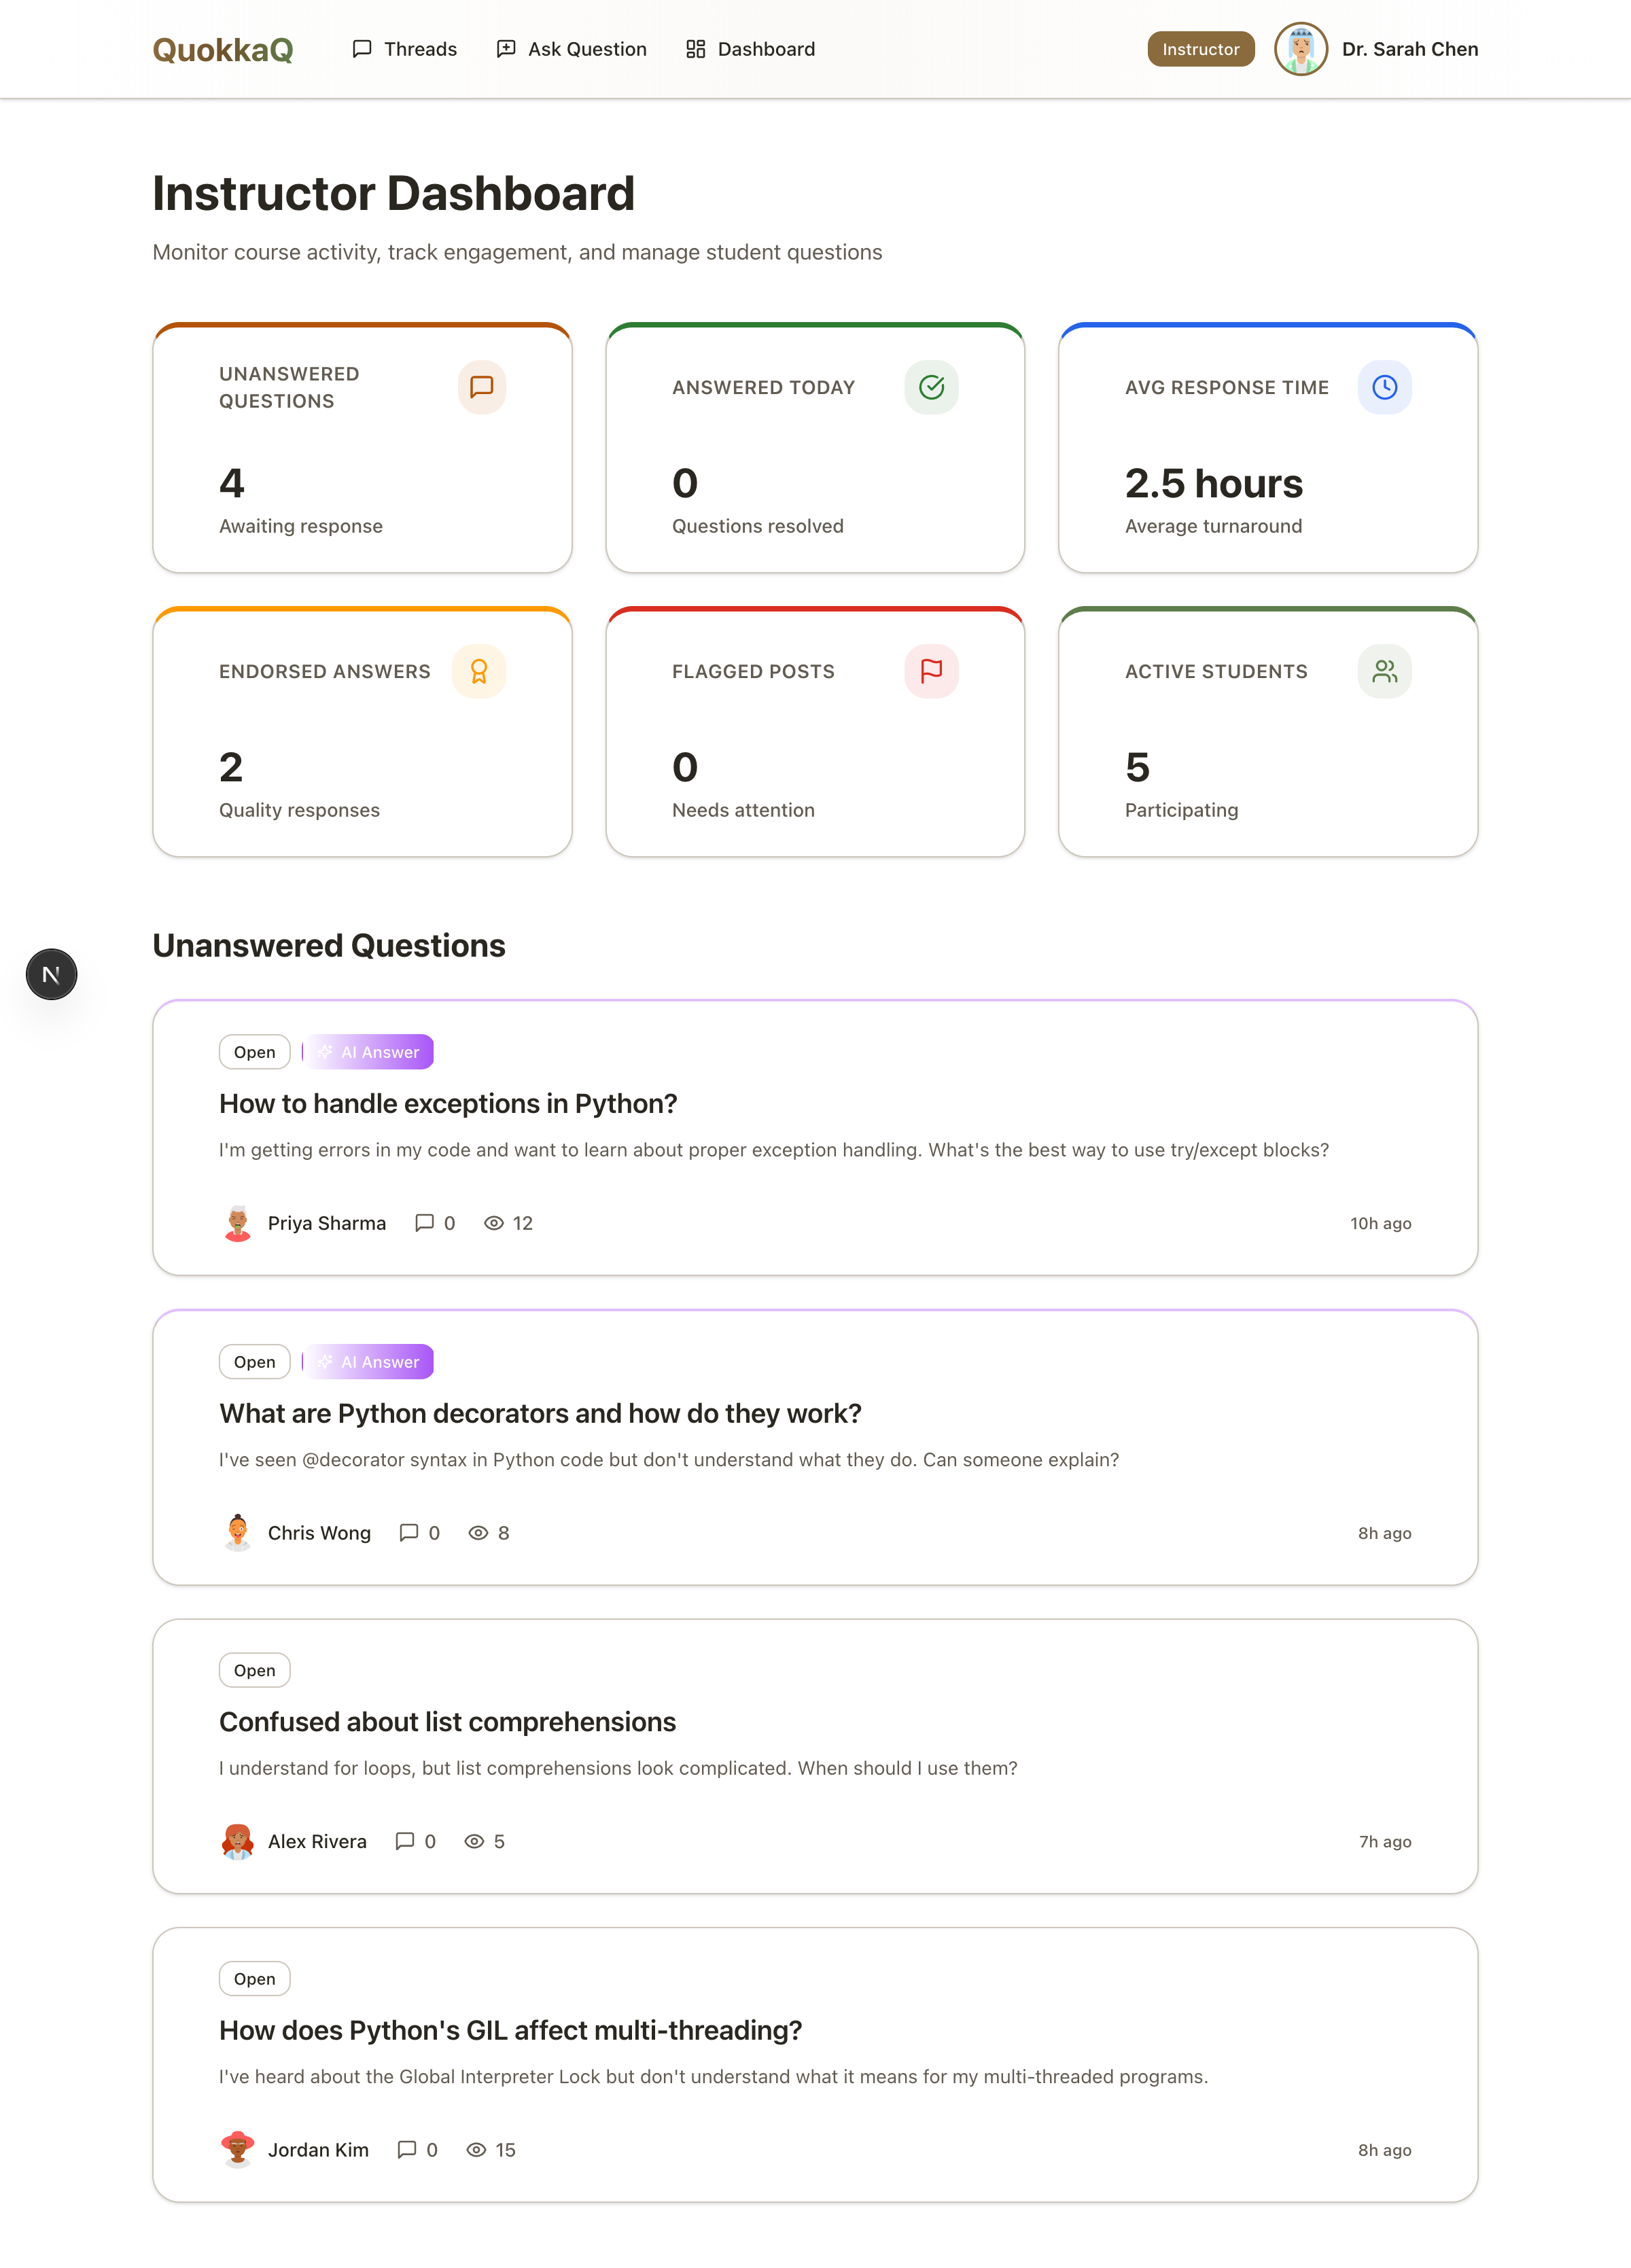 QuokkaQ Threads Ask Question Dashboard Instructor Dr. Sarah Chen
Instructor Dashboard
Monitor course activity, track engagement, and manage student questions
UNANSWERED
QUESTIONS
4
Awaiting response
ANSWERED TODAY
0
Questions resolved
AVG RESPONSE TIME
2.5 hours
Average turnaround
ENDORSED ANSWERS
2
Quality responses
FLAGGED POSTS
0
Needs attention
ACTIVE STUDENTS
5
Participating
Unanswered Questions
N
Open AI Answer
How to handle exceptions in Python?
I'm getting errors in my code and want to learn about proper exception handling. What's the best way to use try/except blocks?
Priya Sharma 0 12 10h ago
Open AI Answer
What are Python decorators and how do they work?
I've seen @decorator syntax in Python code but don't understand what they do. Can someone explain?
Chris Wong 0 8 8h ago
Open
Confused about list comprehensions
I understand for loops, but list comprehensions look complicated. When should I use them?
Alex Rivera 0 5 7h ago
Open
How does Python's GIL affect multi-threading?
I've heard about the Global Interpreter Lock but don't understand what it means for my multi-threaded programs.
Jordan Kim 0 15 8h ago